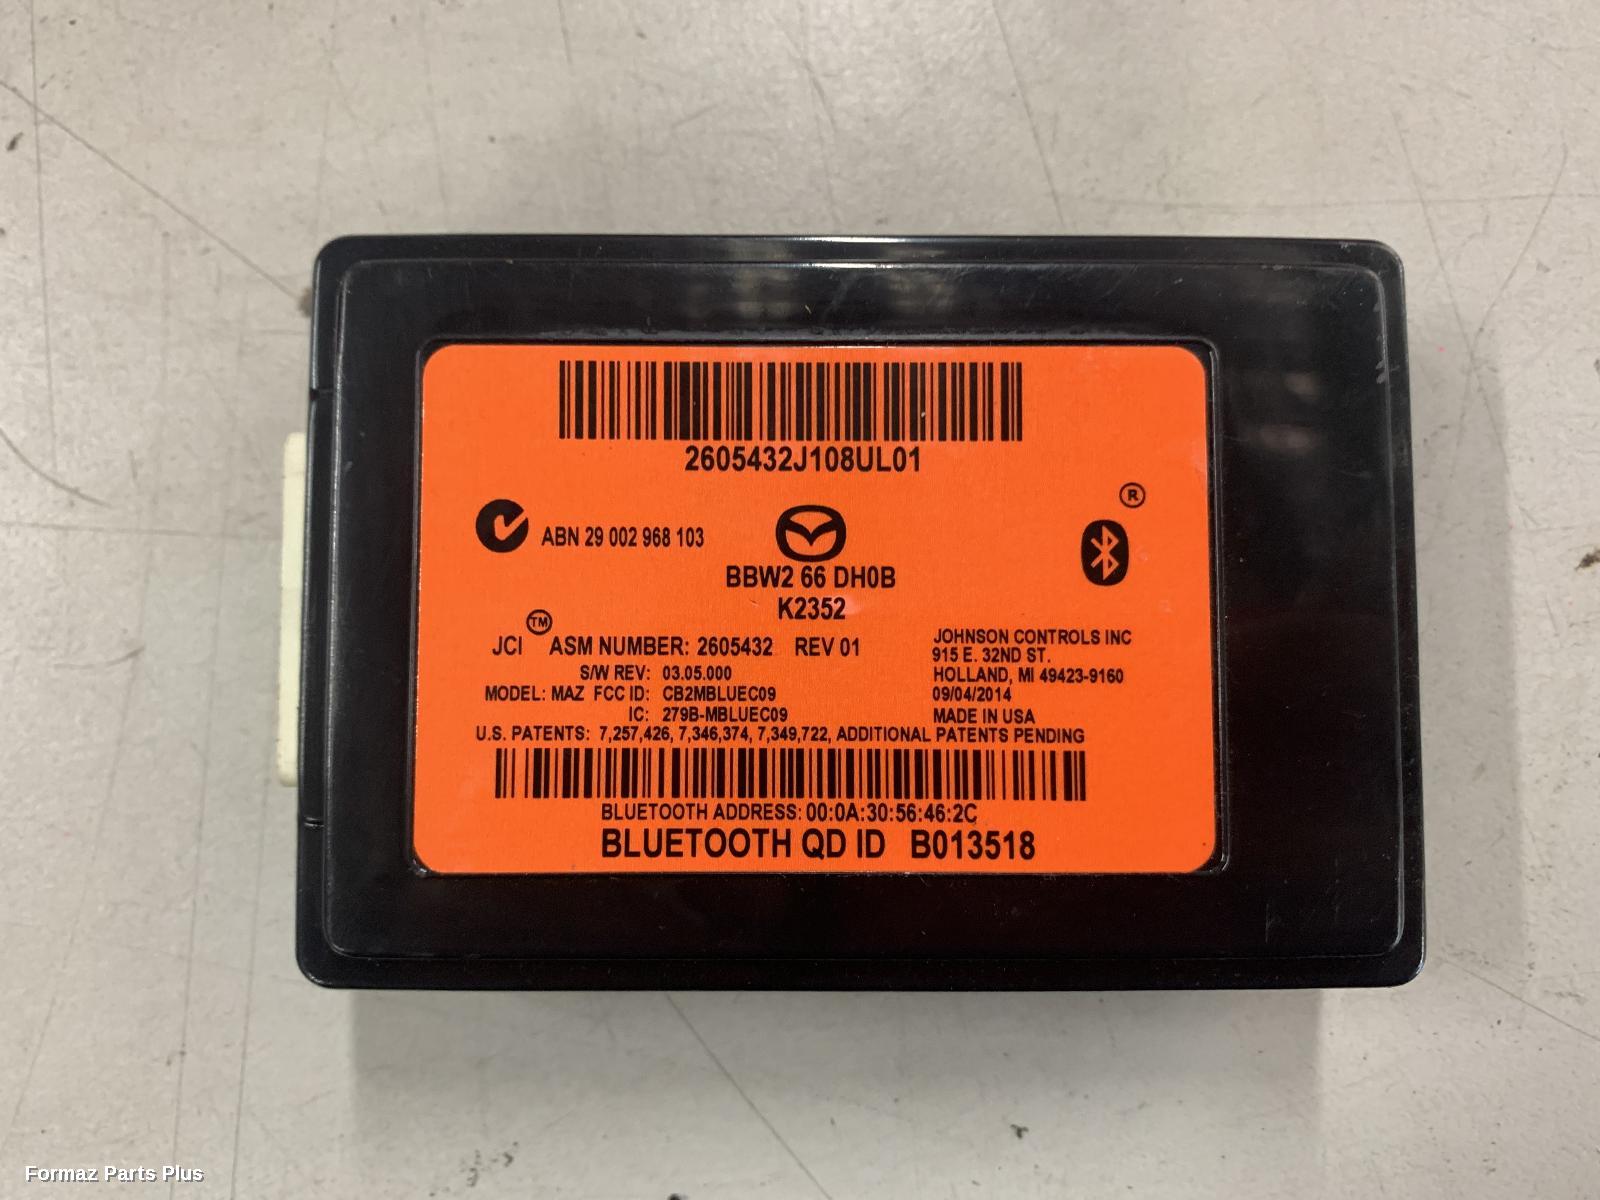 2605432J108UL01
®
ABN 29 002 968 103
BBW2 66 DH0B
K2352
JCI™ ASM NUMBER: 2605432 REV 01
S/W REV: 03.05.000
MODEL: MAZ FCC ID: CB2MBLUEC09
IC: 279B-MBLUEC09
JOHNSON CONTROLS INC
915 E. 32ND ST.
HOLLAND, MI 49423-9160
09/04/2014
MADE IN USA
U.S. PATENTS: 7,257,426, 7,346,374, 7,349,722, ADDITIONAL PATENTS PENDING
BLUETOOTH ADDRESS: 00:0A:30:56:46:2C
BLUETOOTH QD ID B013518
Formaz Parts Plus